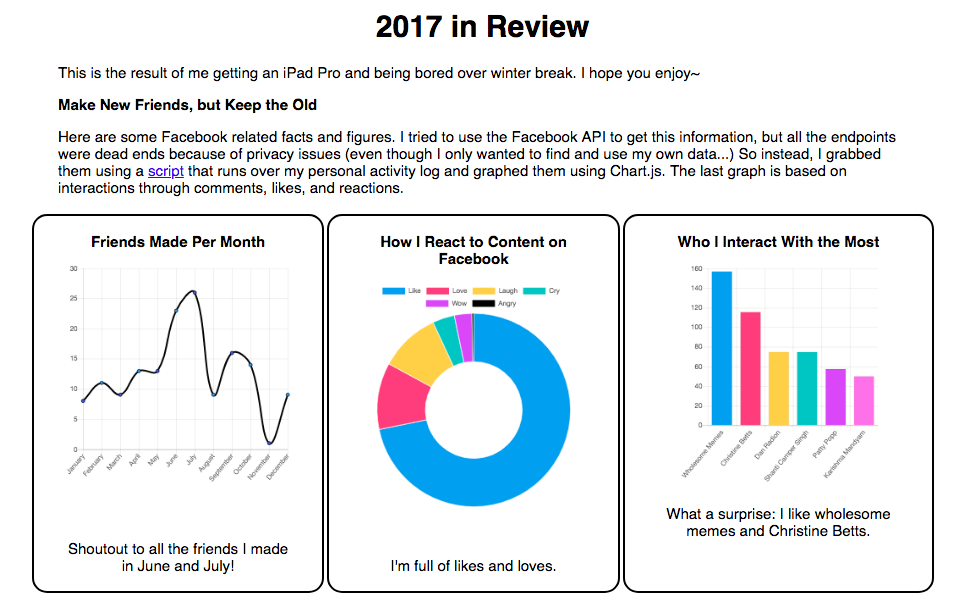 2017 in Review
This is the result of me getting an iPad Pro and being bored over winter break. I hope you enjoy~
Make New Friends, but Keep the Old
Here are some Facebook related facts and figures. I tried to use the Facebook API to get this information, but all the endpoints
were dead ends because of privacy issues (even though I only wanted to find and use my own data...) So instead, I grabbed
them using a script that runs over my personal activity log and graphed them using Chart.js. The last graph is based on
interactions through comments, likes, and reactions.
Friends Made Per Month
30
25
20
15
10
5
0
January
February
March
April
May
June
July
August
September
October
November
December
Shoutout to all the friends I made
in June and July!
How I React to Content on
Facebook
Like Love Laugh Cry
Wow Angry
I'm full of likes and loves.
Who I Interact With the Most
160
140
120
100
80
60
40
20
0
Wholesome Memes
Christine Betts
Dan Radion
Shanti Camper Singh
Patty Popp
Karishma Mandyam
What a surprise: I like wholesome
memes and Christine Betts.